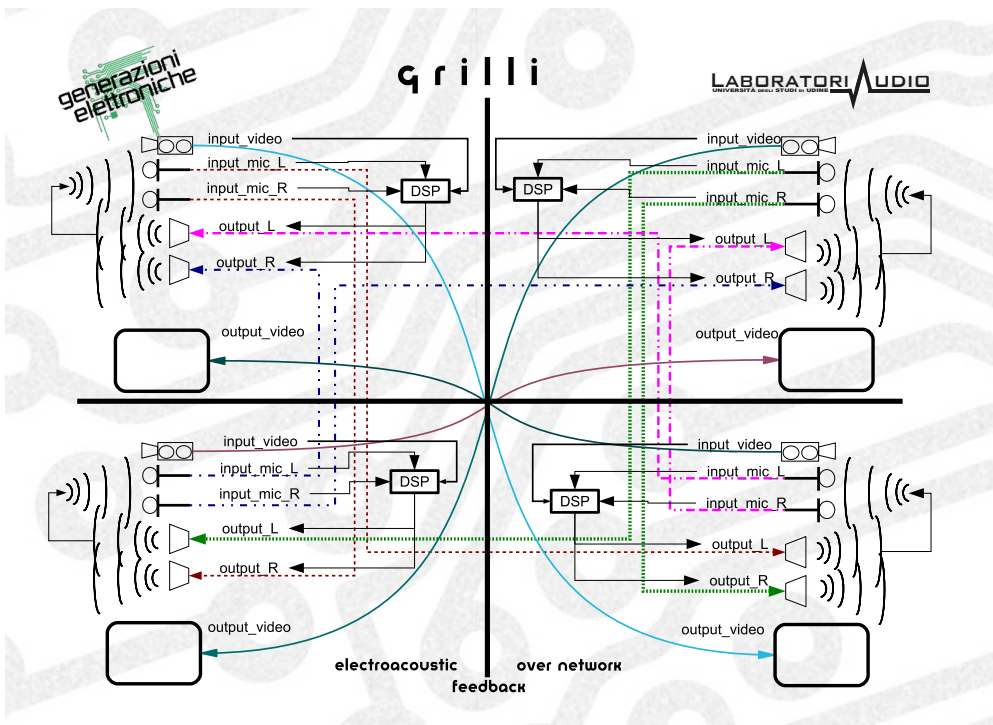 generazioni
elettroniche
grilli
LABORATORI AUDIO
UNIVERSITÀ DEGLI STUDI DI UDINE
input_video
input_mic_L
input_mic_R
DSP
output_L
output_R
output_video
input_video
input_mic_L
input_mic_R
DSP
output_L
output_R
output_video
input_video
input_mic_L
input_mic_R
DSP
output_L
output_R
output_video
input_video
input_mic_L
input_mic_R
DSP
output_L
output_R
output_video
electroacoustic over network
feedback